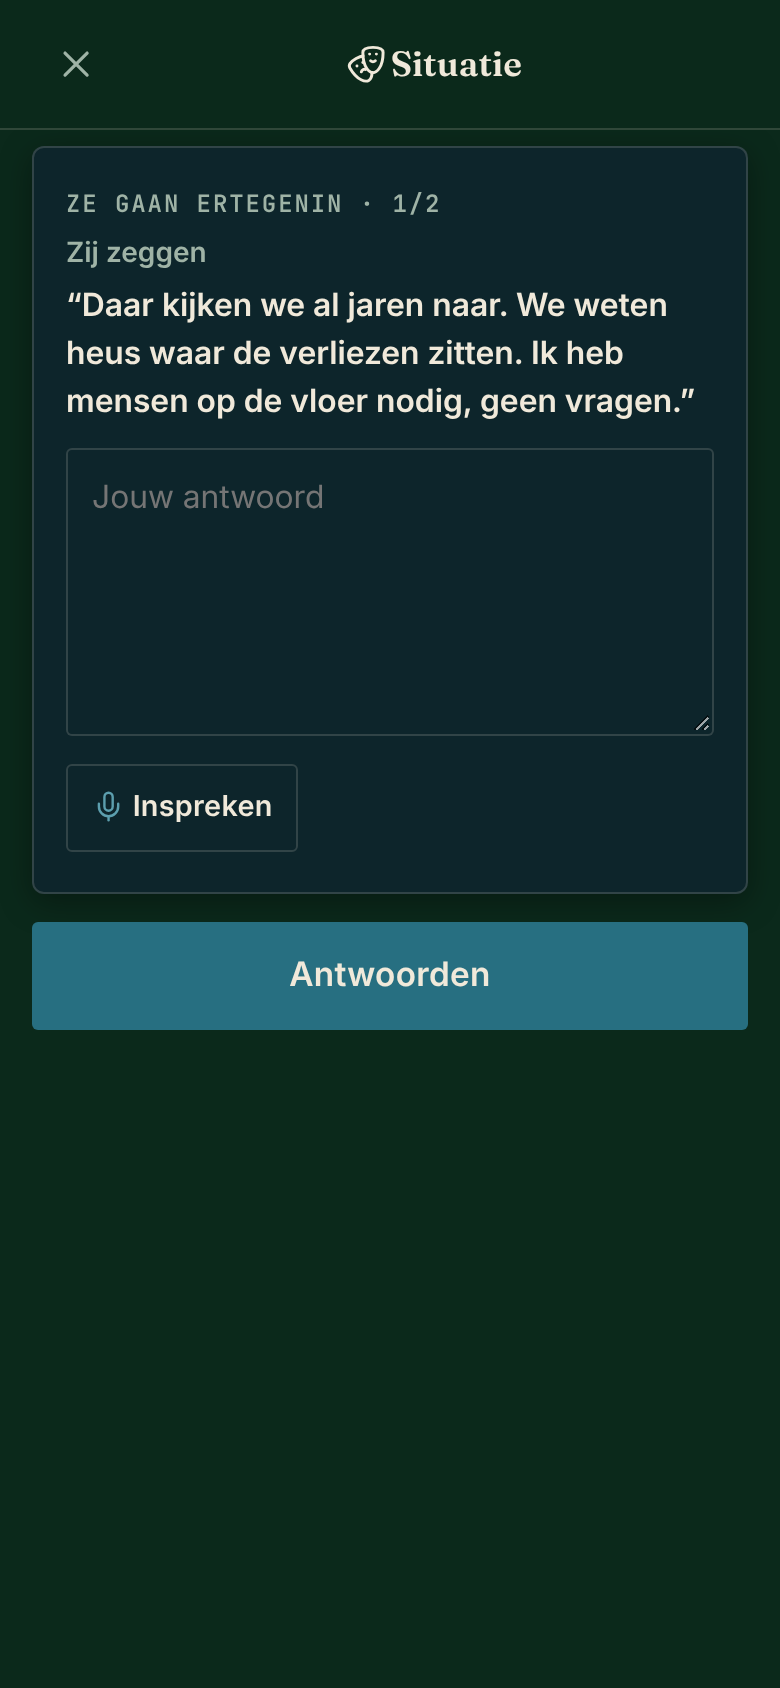 Situatie
ZE GAAN ERTEGENIN · 1/2
Zij zeggen
“Daar kijken we al jaren naar. We weten
heus waar de verliezen zitten. Ik heb
mensen op de vloer nodig, geen vragen.”
Jouw antwoord
Inspreken
Antwoorden